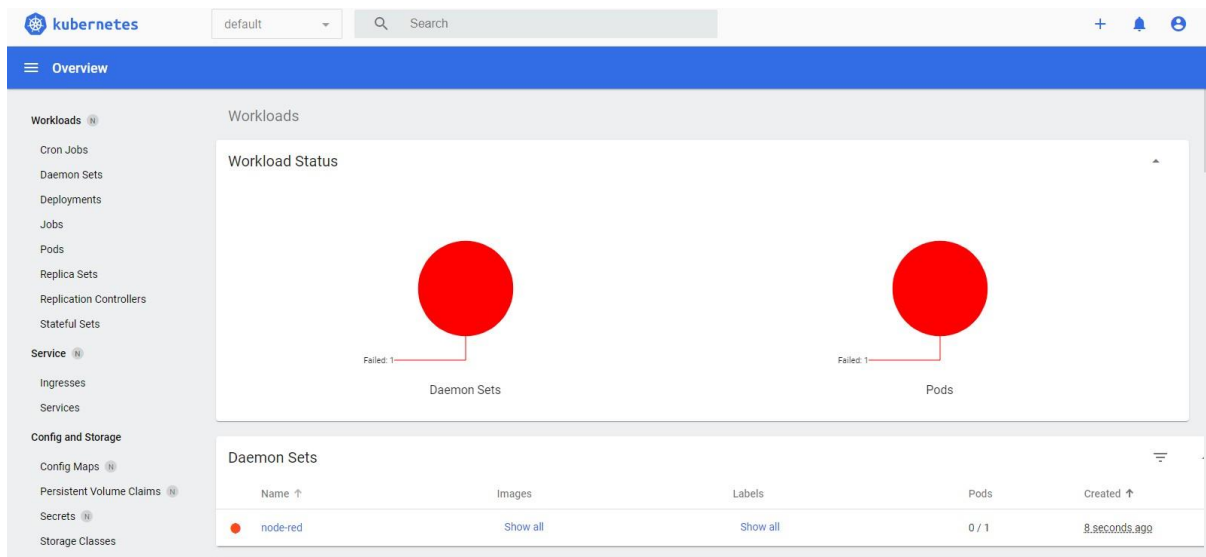 kubernetes
default
Search
Overview
Workloads N
Cron Jobs
Daemon Sets
Deployments
Jobs
Pods
Replica Sets
Replication Controllers
Stateful Sets
Service N
Ingresses
Services
Config and Storage
Config Maps N
Persistent Volume Claims N
Secrets N
Storage Classes
Workloads
Workload Status
Failed: 1
Daemon Sets
Failed: 1
Pods
Daemon Sets
Name Images Labels Pods Created
node-red Show all Show all 0 / 1 8 seconds ago